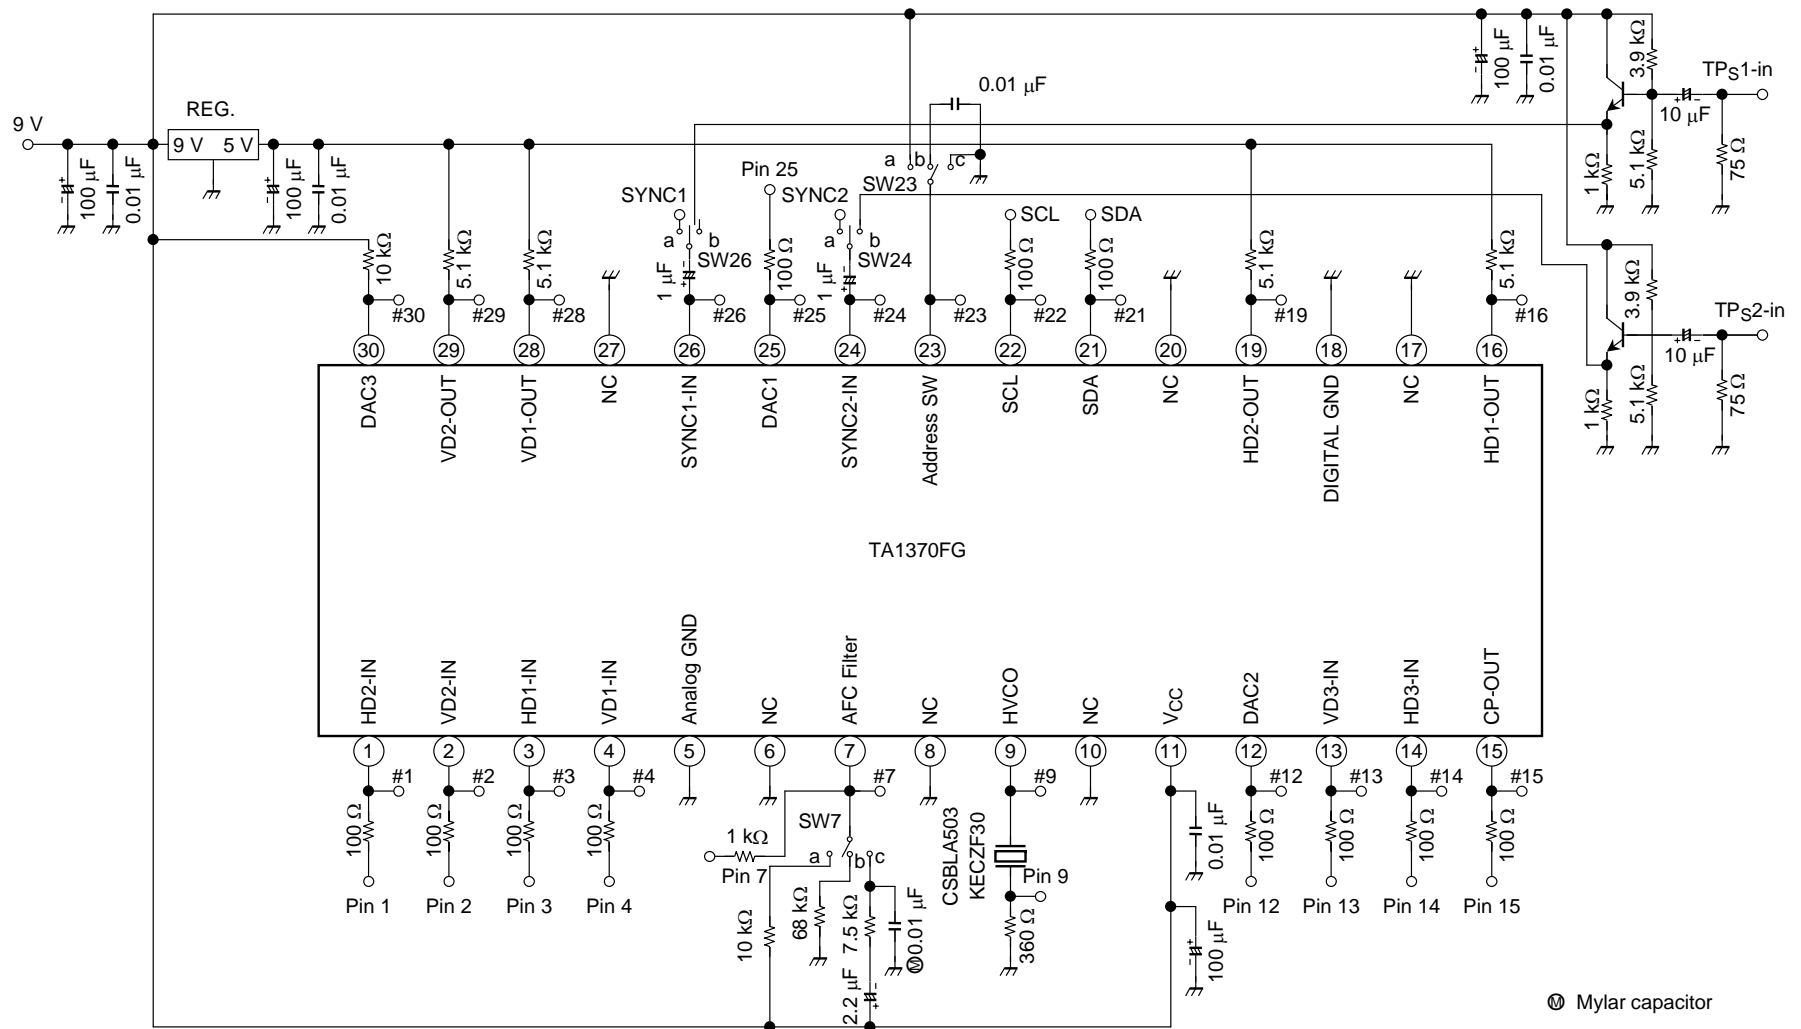 9 V
REG.
9 V 5 V
100 µF
0.01 µF
100 µF
0.01 µF
0.01 µF
100 µF
0.01 µF
3.9 kΩ
TPS1-in
10 µF
1 kΩ
5.1 kΩ
75 Ω
a b c
SW23
SYNC1
Pin 25
SYNC2
SCL
SDA
a b
SW26
a b
SW24
10 kΩ
5.1 kΩ
5.1 kΩ
1 µF
100 Ω
1 µF
100 Ω
100 Ω
5.1 kΩ
5.1 kΩ
3.9 kΩ
TPS2-in
10 µF
1 kΩ
5.1 kΩ
75 Ω
#30 #29 #28 #26 #25 #24 #23 #22 #21 #19 #16
30 29 28 27 26 25 24 23 22 21 20 19 18 17 16
DAC3
VD2-OUT
VD1-OUT
NC
SYNC1-IN
DAC1
SYNC2-IN
Address SW
SCL
SDA
NC
HD2-OUT
DIGITAL GND
NC
HD1-OUT
TA1370FG
HD2-IN
VD2-IN
HD1-IN
VD1-IN
Analog GND
NC
AFC Filter
NC
HVCO
NC
VCC
DAC2
VD3-IN
HD3-IN
CP-OUT
1 2 3 4 5 6 7 8 9 10 11 12 13 14 15
#1 #2 #3 #4 #7 #9 #12 #13 #14 #15
100 Ω
100 Ω
100 Ω
100 Ω
1 kΩ
Pin 7
SW7
a b c
10 kΩ
68 kΩ
7.5 kΩ
M 0.01 µF
2.2 µF
CSBLA503
KECZF30
Pin 9
360 Ω
0.01 µF
100 µF
100 Ω
100 Ω
100 Ω
100 Ω
Pin 1 Pin 2 Pin 3 Pin 4 Pin 12 Pin 13 Pin 14 Pin 15
M Mylar capacitor